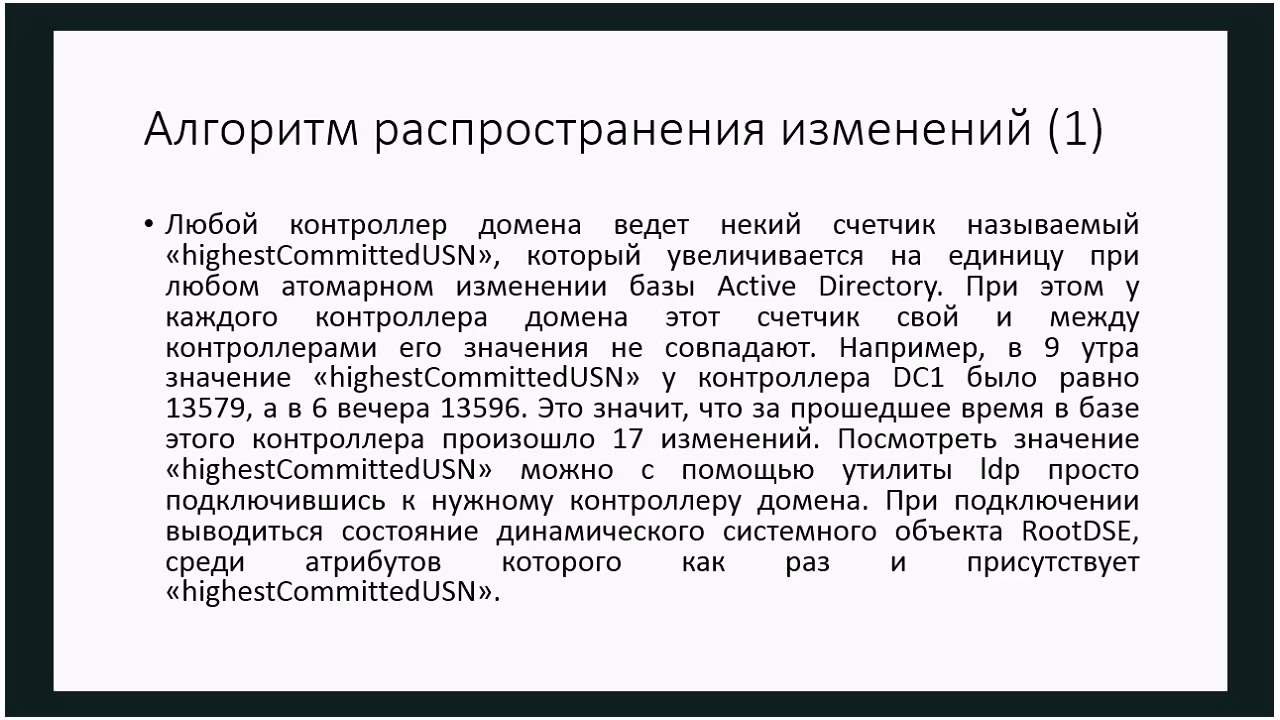 Алгоритм распространения изменений (1)
• Любой контроллер домена ведет некий счетчик называемый
«highestCommittedUSN», который увеличивается на единицу при
любом атомарном изменении базы Active Directory. При этом у
каждого контроллера домена этот счетчик свой и между
контроллерами его значения не совпадают. Например, в 9 утра
значение «highestCommittedUSN» у контроллера DC1 было равно
13579, а в 6 вечера 13596. Это значит, что за прошедшее время в базе
этого контроллера произошло 17 изменений. Посмотреть значение
«highestCommittedUSN» можно с помощью утилиты ldp просто
подключившись к нужному контроллеру домена. При подключении
выводиться состояние динамического системного объекта RootDSE,
среди атрибутов которого как раз и присутствует
«highestCommittedUSN».